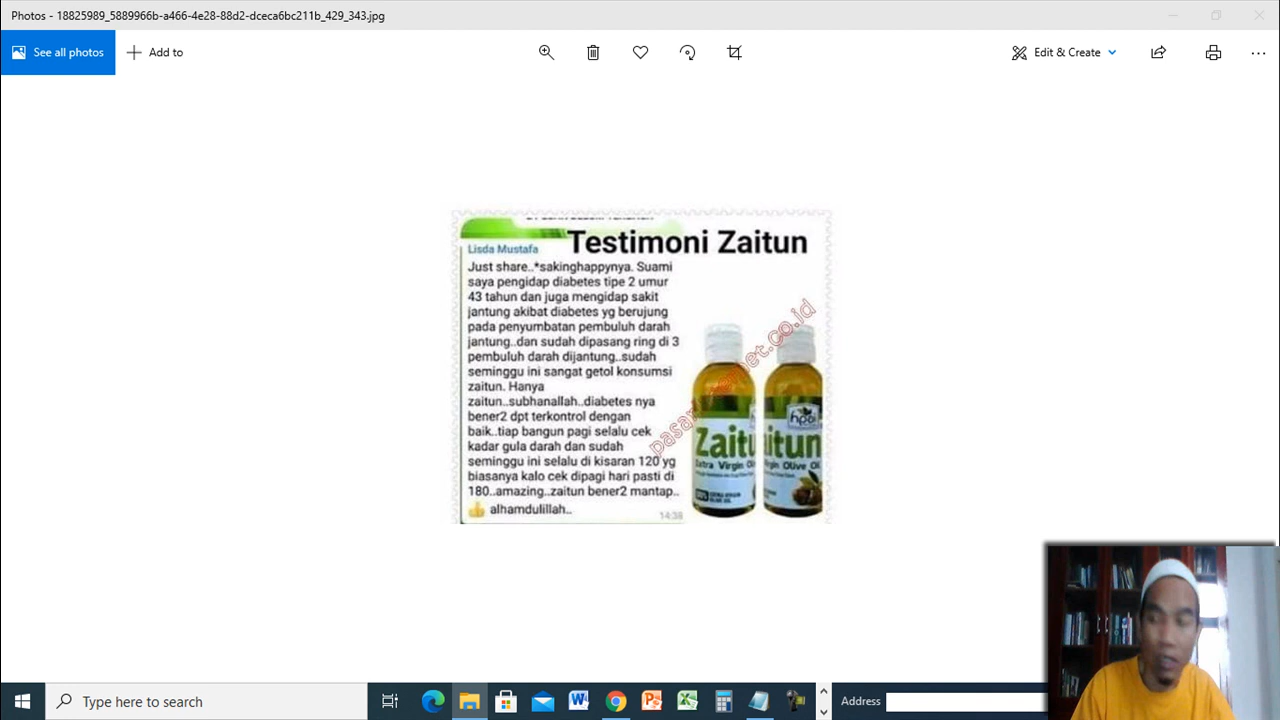 Photos - 18825989_5889966b-a466-4e28-88d2-dceca6bc211b_429_343.jpg
See all photos
Add to
Edit & Create
Testimoni Zaitun
Lisda Mustafa
Just share..*sakinghappynya. Suami
saya pengidap diabetes tipe 2 umur
43 tahun dan juga mengidap sakit
jantung akibat diabetes yg berujung
pada penyumbatan pembuluh darah
jantung..dan sudah dipasang ring di 3
pembuluh darah dijantung..sudah
seminggu ini sangat getol konsumsi
zaitun. Hanya
zaitun..subhanallah..diabetes nya
bener2 dpt terkontrol dengan
baik..tiap bangun pagi selalu cek
kadar gula darah dan sudah
seminggu ini selalu di kisaran 120 yg
biasanya kalo cek dipagi hari pasti di
180..amazing..zaitun bener2 mantap..
alhamdulillah..
14:38
hpai
Zaitu
aitun
Extra Virgin Oli
Virgin Olive Oil
Type here to search
Address